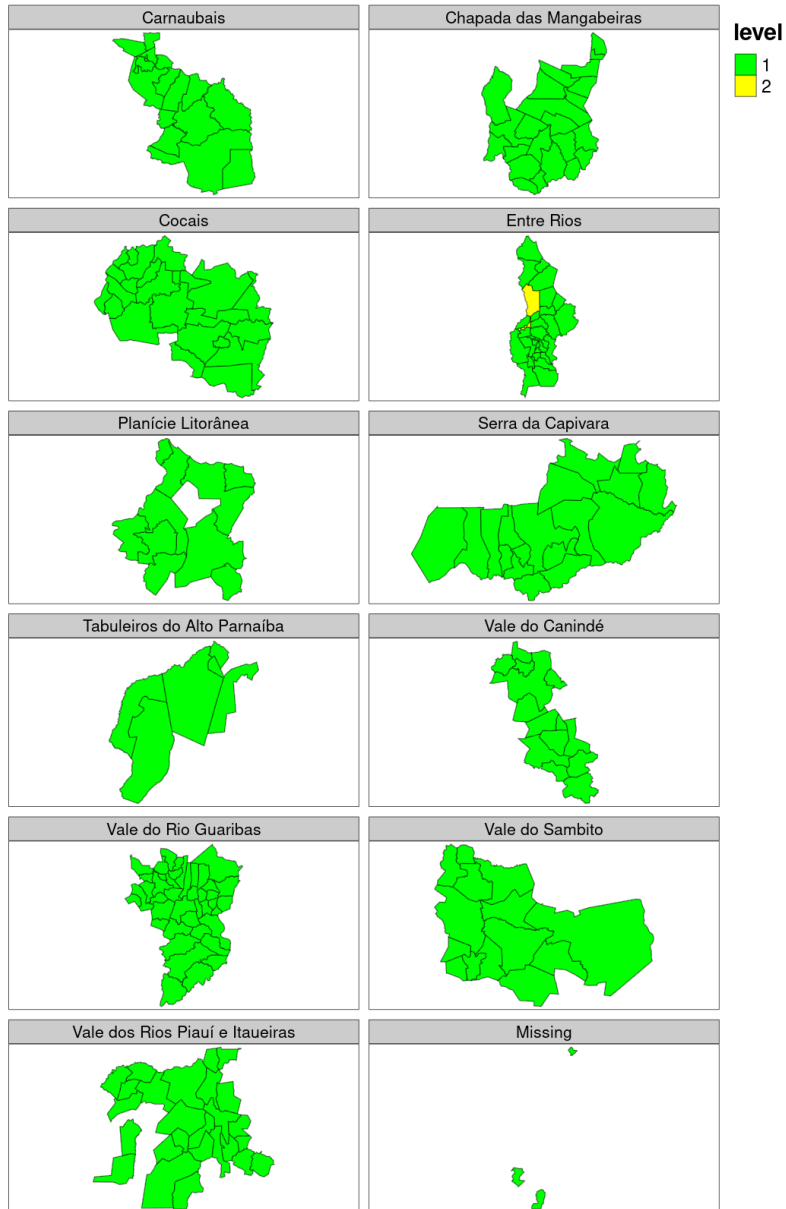 Carnaubais
Chapada das Mangabeiras
level
1
2
Cocais
Entre Rios
Planície Litorânea
Serra da Capivara
Tabuleiros do Alto Parnaíba
Vale do Canindé
Vale do Rio Guaribas
Vale do Sambito
Vale dos Rios Piauí e Itaueiras
Missing